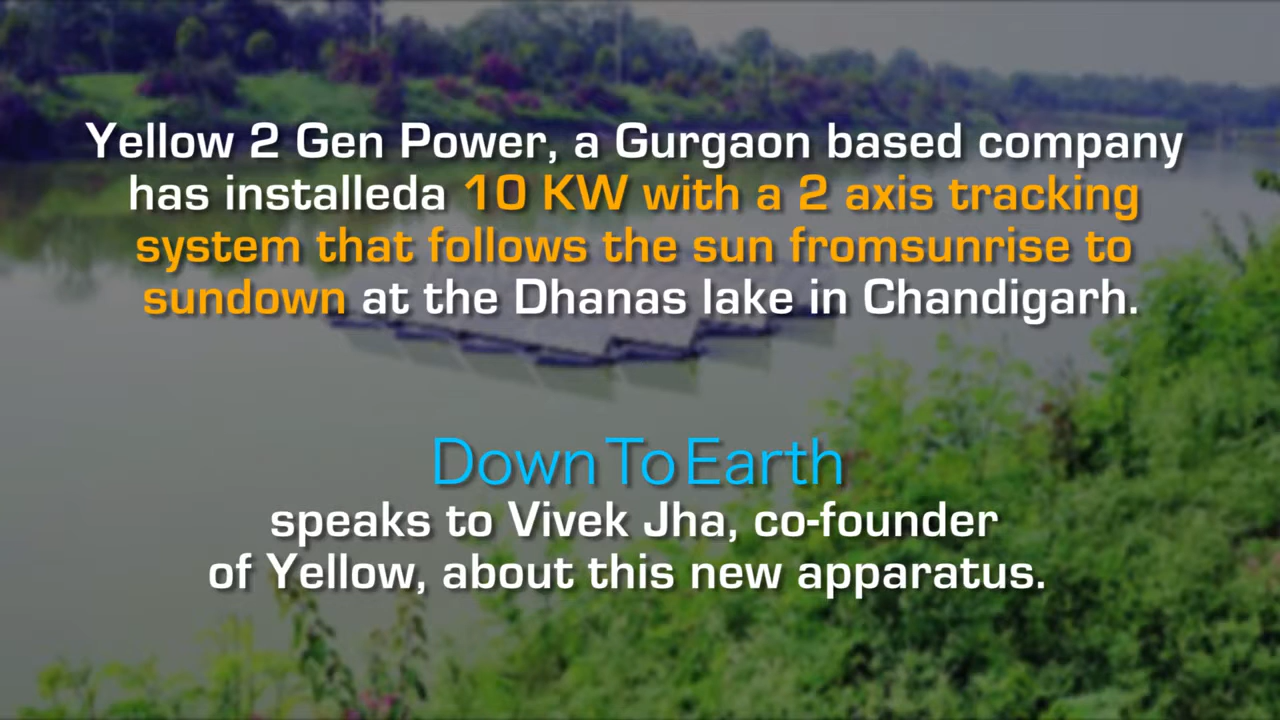 Yellow 2 Gen Power, a Gurgaon based company
has installeda 10 KW with a 2 axis tracking
system that follows the sun fromsunrise to
sundown at the Dhanas lake in Chandigarh.
Down To Earth
speaks to Vivek Jha, co-founder
of Yellow, about this new apparatus.